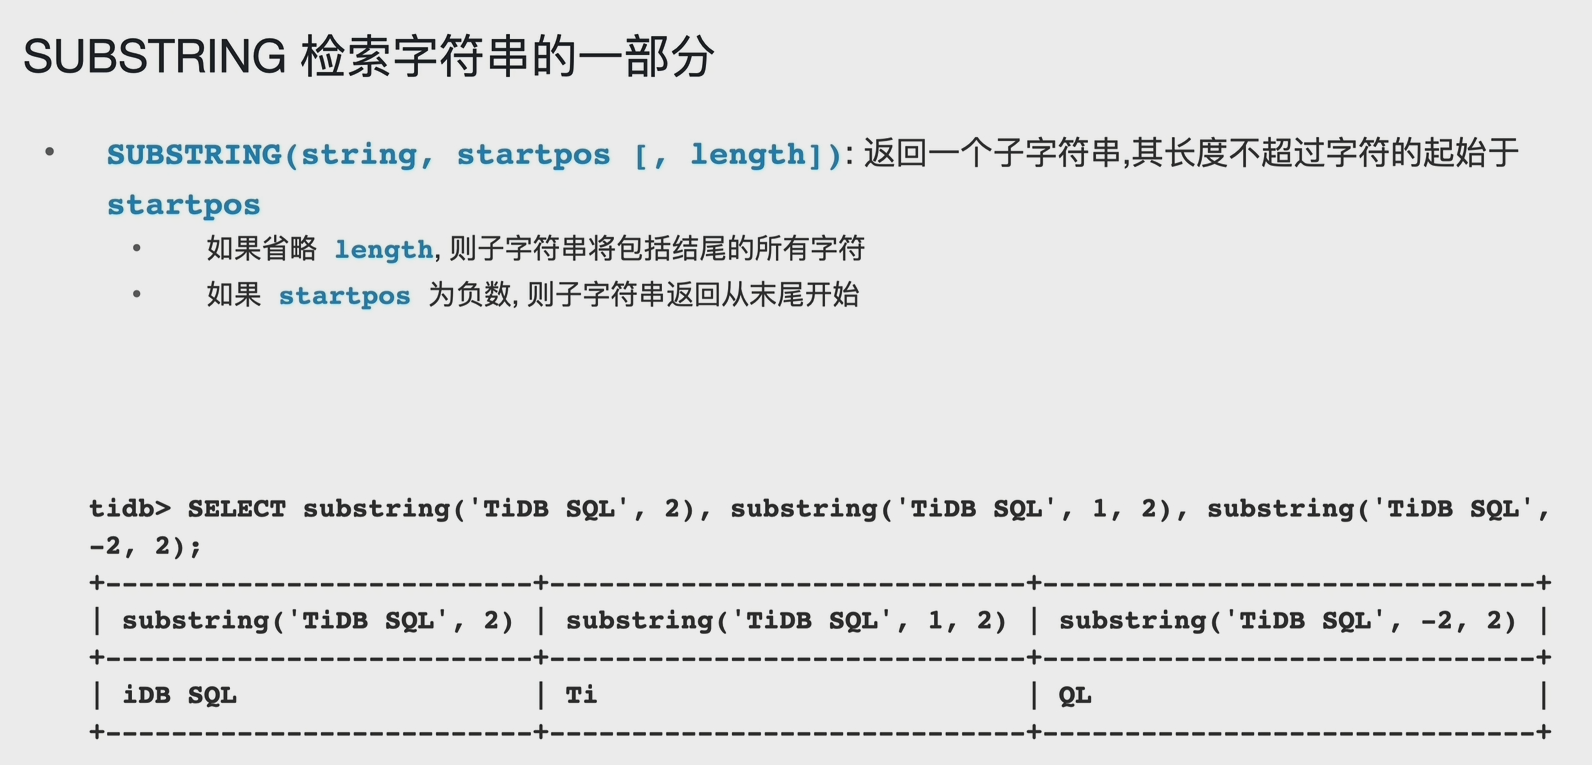 SUBSTRING 检索字符串的一部分
• SUBSTRING(string, startpos [, length]): 返回一个子字符串,其长度不超过字符的起始于
startpos
• 如果省略 length, 则子字符串将包括结尾的所有字符
• 如果 startpos 为负数, 则子字符串返回从末尾开始
tidb> SELECT substring('TiDB SQL', 2), substring('TiDB SQL', 1, 2), substring('TiDB SQL',
-2, 2);
+--------------------------+-----------------------------+------------------------------+
| substring('TiDB SQL', 2) | substring('TiDB SQL', 1, 2) | substring('TiDB SQL', -2, 2) |
+--------------------------+-----------------------------+------------------------------+
| iDB SQL                  | Ti                          | QL                           |
+--------------------------+-----------------------------+------------------------------+